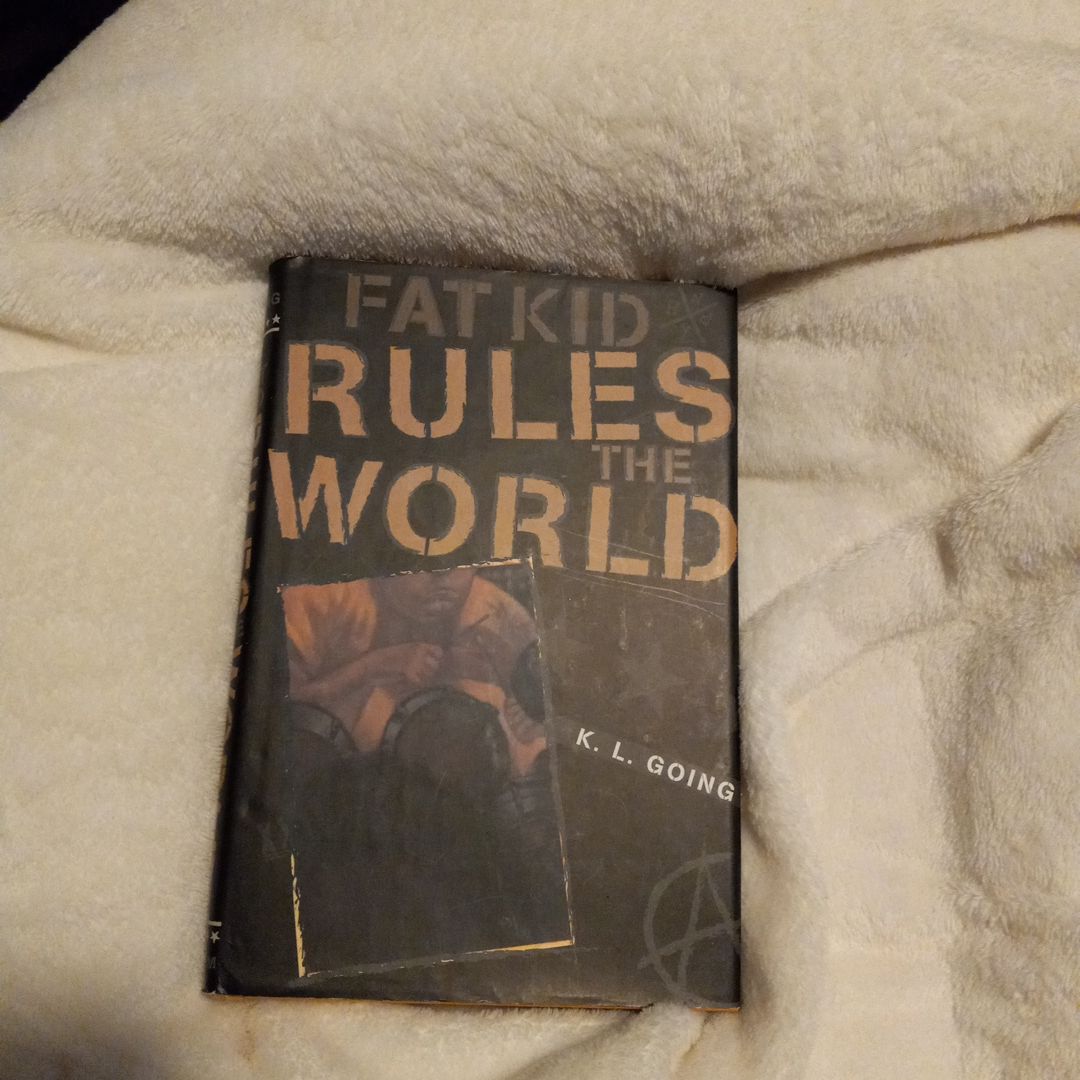 FAT KID
RULES
THE
WORLD
K. L. GOING